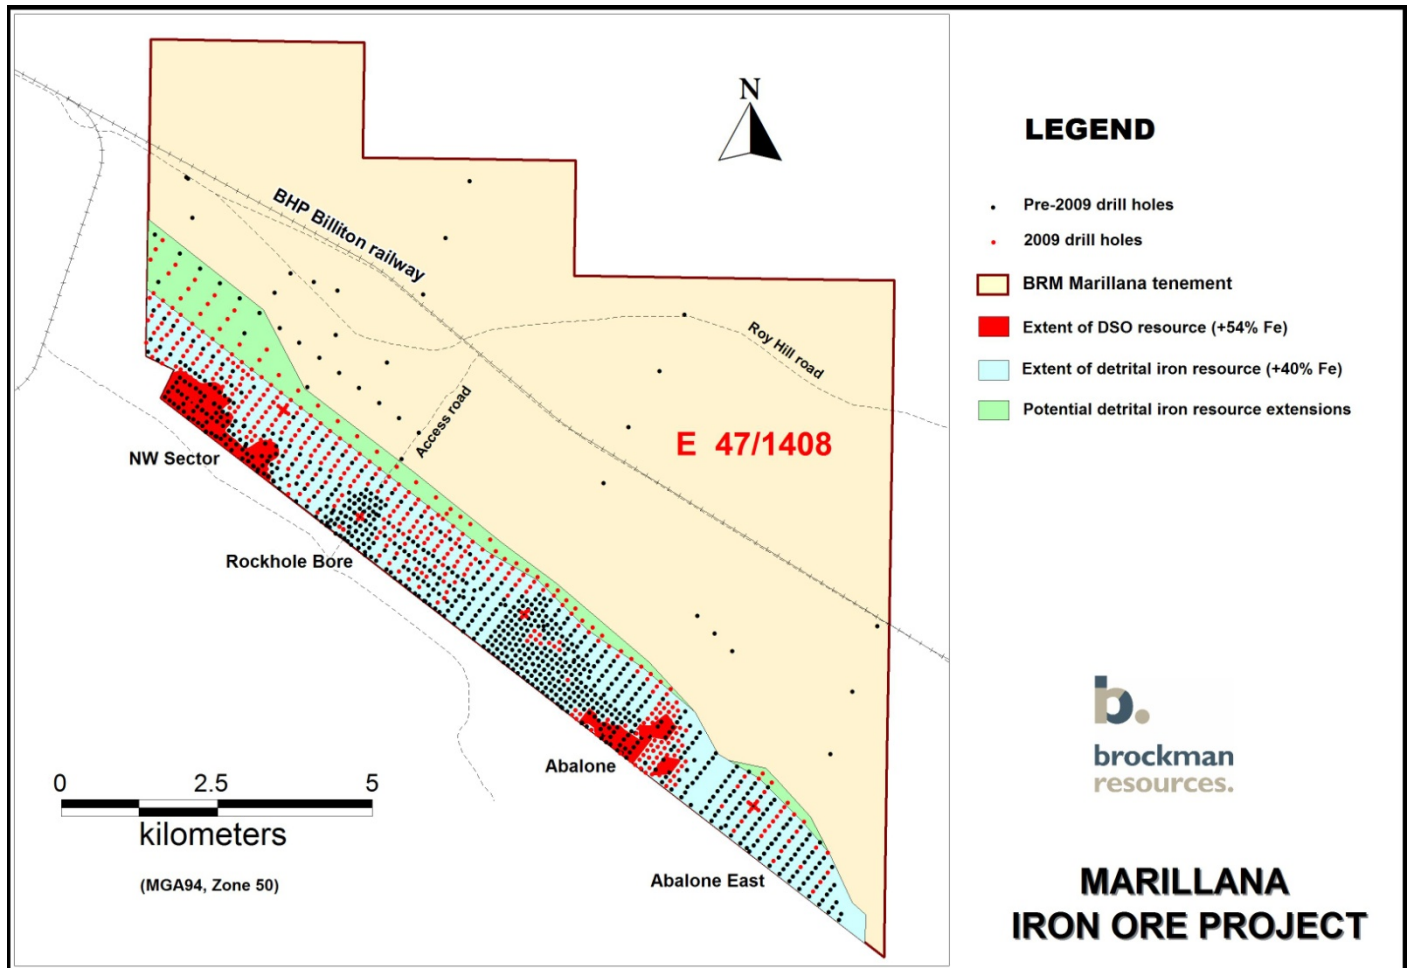 N
BHP Billiton railway
Roy Hill road
Access road
E 47/1408
NW Sector
Rockhole Bore
Abalone
Abalone East
0 2.5 5
kilometers
(MGA94, Zone 50)
LEGEND
Pre-2009 drill holes
2009 drill holes
BRM Marillana tenement
Extent of DSO resource (+54% Fe)
Extent of detrital iron resource (+40% Fe)
Potential detrital iron resource extensions
b.
brockman
resources.
MARILLANA
IRON ORE PROJECT